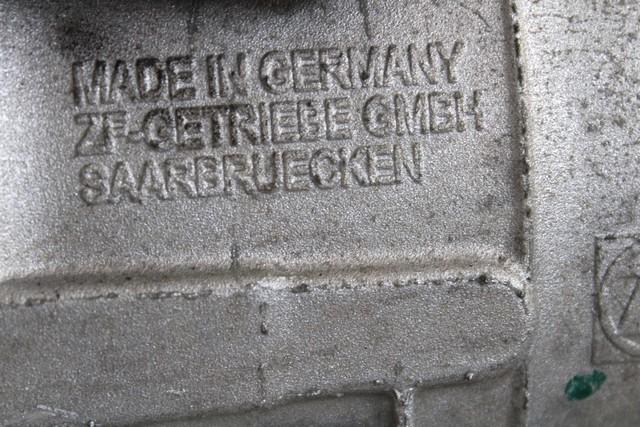 MADE IN GERMANY
ZF-GETRIEBE GMBH
SAARBRUECKEN